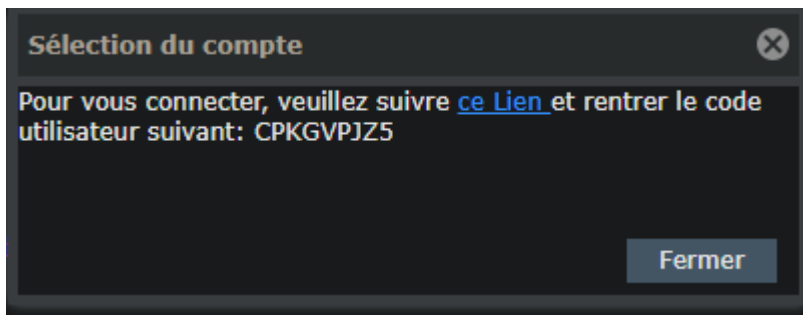 Sélection du compte
Pour vous connecter, veuillez suivre ce Lien et rentrer le code
utilisateur suivant: CPKGVPJZ5
Fermer